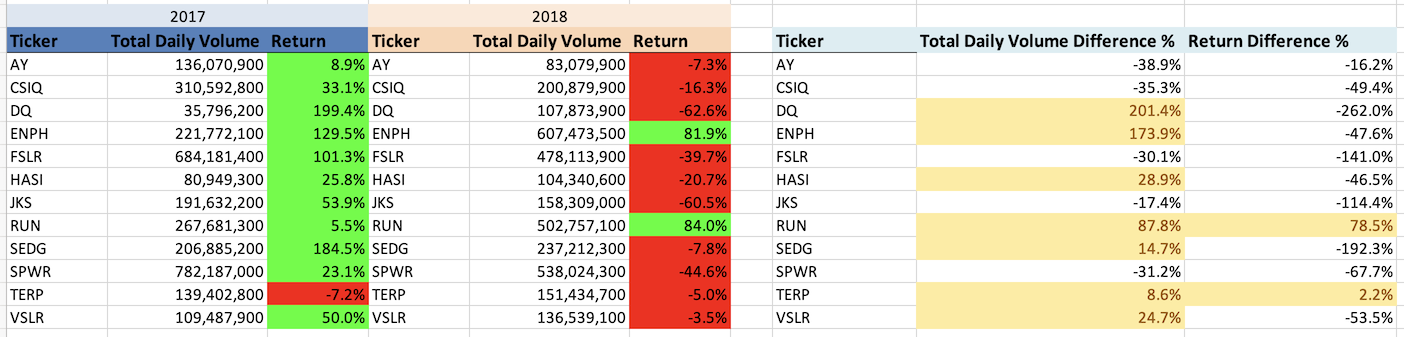 2017 2018
Ticker Total Daily Volume Return Ticker Total Daily Volume Return Ticker Total Daily Volume Difference % Return Difference %
AY 136,070,900 8.9% AY 83,079,900 -7.3% AY -38.9% -16.2%
CSIQ 310,592,800 33.1% CSIQ 200,879,900 -16.3% CSIQ -35.3% -49.4%
DQ 35,796,200 199.4% DQ 107,873,900 -62.6% DQ 201.4% -262.0%
ENPH 221,772,100 129.5% ENPH 607,473,500 81.9% ENPH 173.9% -47.6%
FSLR 684,181,400 101.3% FSLR 478,113,900 -39.7% FSLR -30.1% -141.0%
HASI 80,949,300 25.8% HASI 104,340,600 -20.7% HASI 28.9% -46.5%
JKS 191,632,200 53.9% JKS 158,309,000 -60.5% JKS -17.4% -114.4%
RUN 267,681,300 5.5% RUN 502,757,100 84.0% RUN 87.8% 78.5%
SEDG 206,885,200 184.5% SEDG 237,212,300 -7.8% SEDG 14.7% -192.3%
SPWR 782,187,000 23.1% SPWR 538,024,300 -44.6% SPWR -31.2% -67.7%
TERP 139,402,800 -7.2% TERP 151,434,700 -5.0% TERP 8.6% 2.2%
VSLR 109,487,900 50.0% VSLR 136,539,100 -3.5% VSLR 24.7% -53.5%